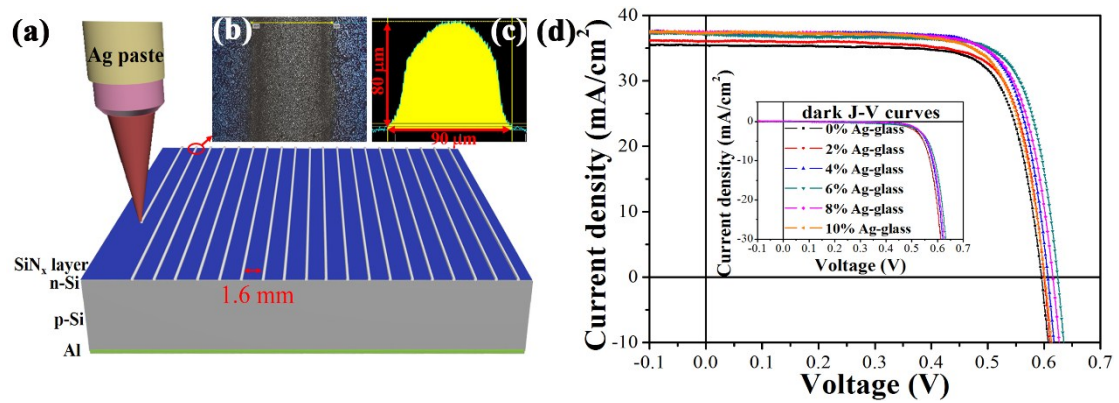 (a)
Ag paste
SiNx layer
n-Si
p-Si
Al
1.6 mm
(b)
(c)
80 μm
90 μm
(d)
Current density (mA/cm²)
40
30
20
10
0
-10
-0.1 0.0 0.1 0.2 0.3 0.4 0.5 0.6 0.7
Voltage (V)
dark J-V curves
0% Ag-glass
2% Ag-glass
4% Ag-glass
6% Ag-glass
8% Ag-glass
10% Ag-glass
Current density (mA/cm²)
0
-10
-20
-30
-0.1 0.0 0.1 0.2 0.3 0.4 0.5 0.6 0.7
Voltage (V)